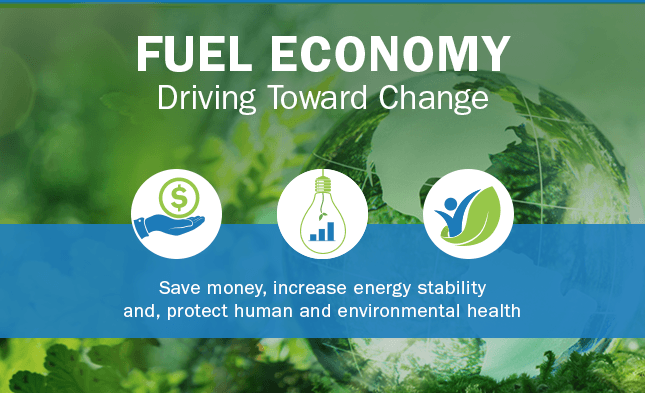 FUEL ECONOMY
Driving Toward Change
$
Save money, increase energy stability
and, protect human and environmental health